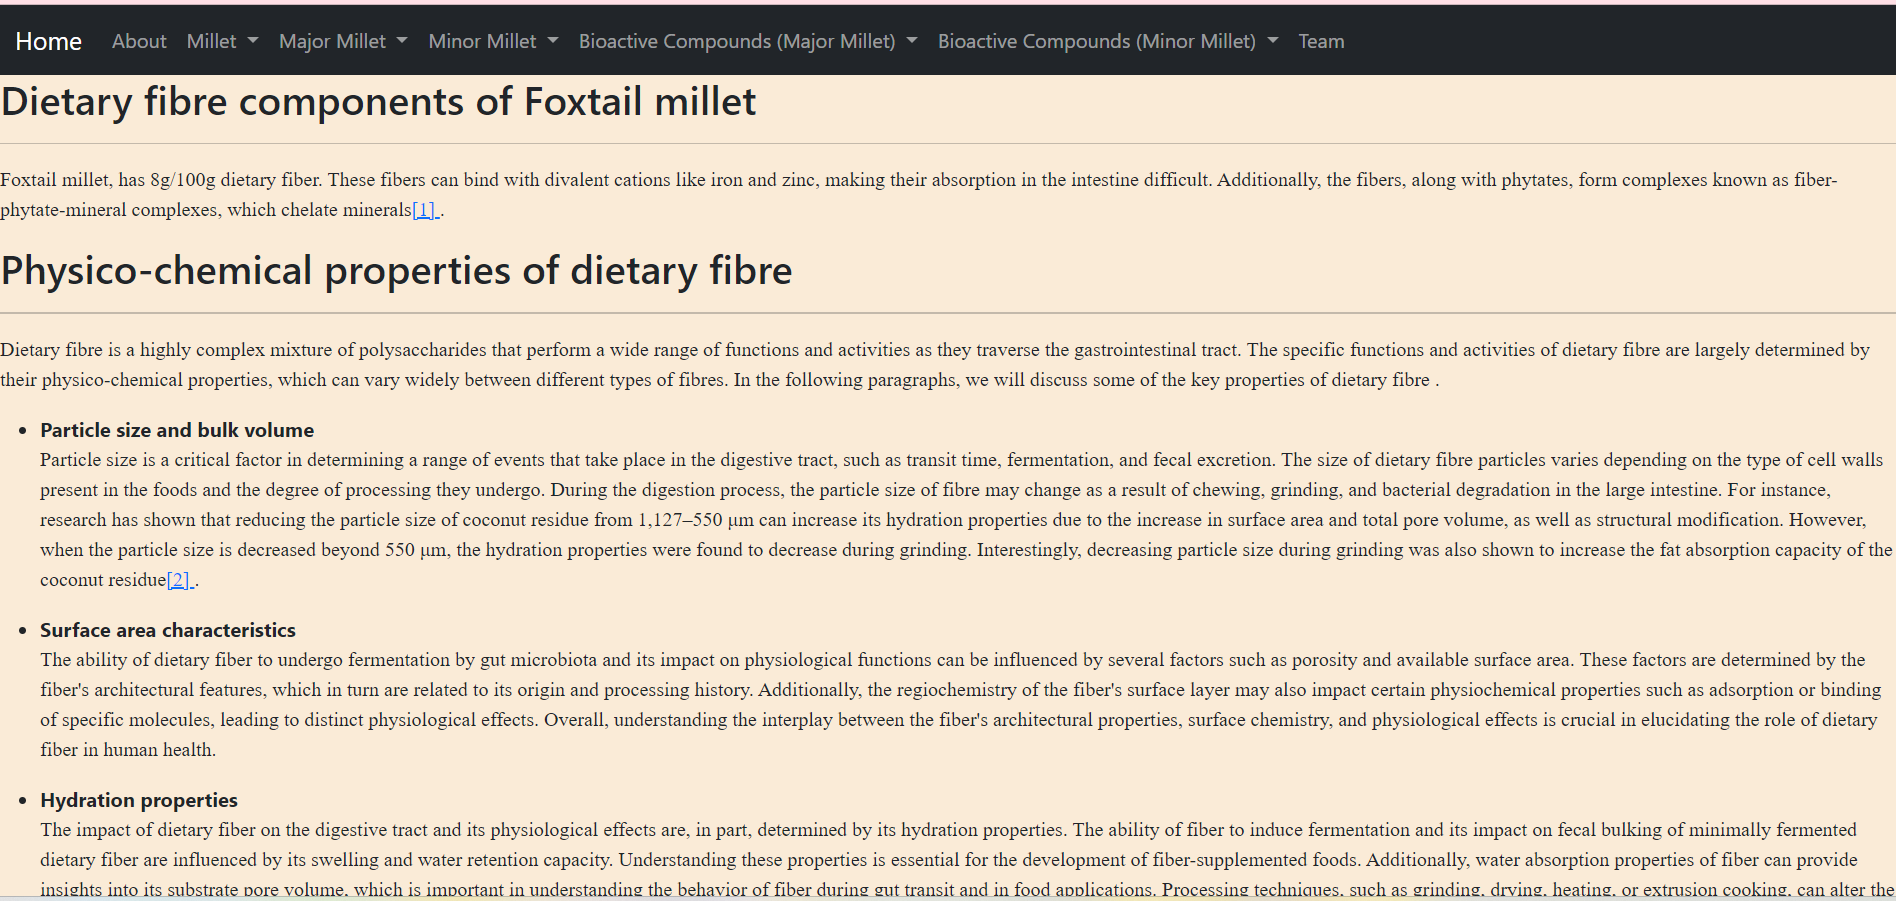 Home About Millet Major Millet Minor Millet Bioactive Compounds (Major Millet) Bioactive Compounds (Minor Millet) Team
Dietary fibre components of Foxtail millet
Foxtail millet, has 8g/100g dietary fiber. These fibers can bind with divalent cations like iron and zinc, making their absorption in the intestine difficult. Additionally, the fibers, along with phytates, form complexes known as fiber-
phytate-mineral complexes, which chelate minerals[1] .
Physico-chemical properties of dietary fibre
Dietary fibre is a highly complex mixture of polysaccharides that perform a wide range of functions and activities as they traverse the gastrointestinal tract. The specific functions and activities of dietary fibre are largely determined by
their physico-chemical properties, which can vary widely between different types of fibres. In the following paragraphs, we will discuss some of the key properties of dietary fibre .
• Particle size and bulk volume
Particle size is a critical factor in determining a range of events that take place in the digestive tract, such as transit time, fermentation, and fecal excretion. The size of dietary fibre particles varies depending on the type of cell walls
present in the foods and the degree of processing they undergo. During the digestion process, the particle size of fibre may change as a result of chewing, grinding, and bacterial degradation in the large intestine. For instance,
research has shown that reducing the particle size of coconut residue from 1,127–550 μm can increase its hydration properties due to the increase in surface area and total pore volume, as well as structural modification. However,
when the particle size is decreased beyond 550 μm, the hydration properties were found to decrease during grinding. Interestingly, decreasing particle size during grinding was also shown to increase the fat absorption capacity of the
coconut residue[2] .
• Surface area characteristics
The ability of dietary fiber to undergo fermentation by gut microbiota and its impact on physiological functions can be influenced by several factors such as porosity and available surface area. These factors are determined by the
fiber's architectural features, which in turn are related to its origin and processing history. Additionally, the regiochemistry of the fiber's surface layer may also impact certain physiochemical properties such as adsorption or binding
of specific molecules, leading to distinct physiological effects. Overall, understanding the interplay between the fiber's architectural properties, surface chemistry, and physiological effects is crucial in elucidating the role of dietary
fiber in human health.
• Hydration properties
The impact of dietary fiber on the digestive tract and its physiological effects are, in part, determined by its hydration properties. The ability of fiber to induce fermentation and its impact on fecal bulking of minimally fermented
dietary fiber are influenced by its swelling and water retention capacity. Understanding these properties is essential for the development of fiber-supplemented foods. Additionally, water absorption properties of fiber can provide
insights into its substrate pore volume, which is important in understanding the behavior of fiber during gut transit and in food applications. Processing techniques, such as grinding, drying, heating, or extrusion cooking, can alter the